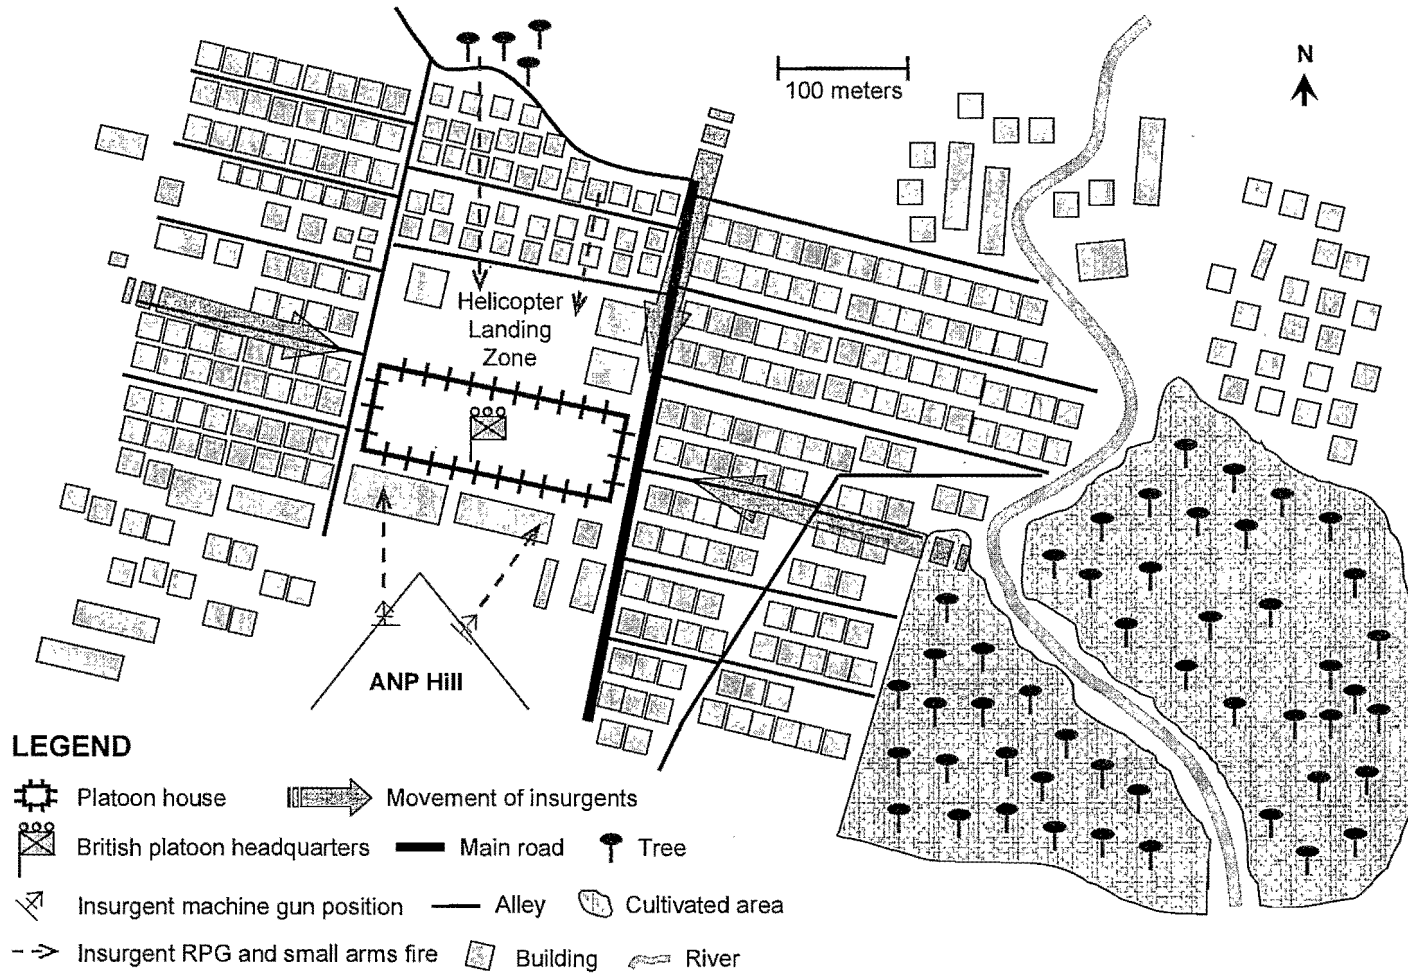 N
100 meters
Helicopter
Landing
Zone
ANP Hill
LEGEND
Platoon house
Movement of insurgents
British platoon headquarters
Main road
Tree
Insurgent machine gun position
Alley
Cultivated area
Insurgent RPG and small arms fire
Building
River